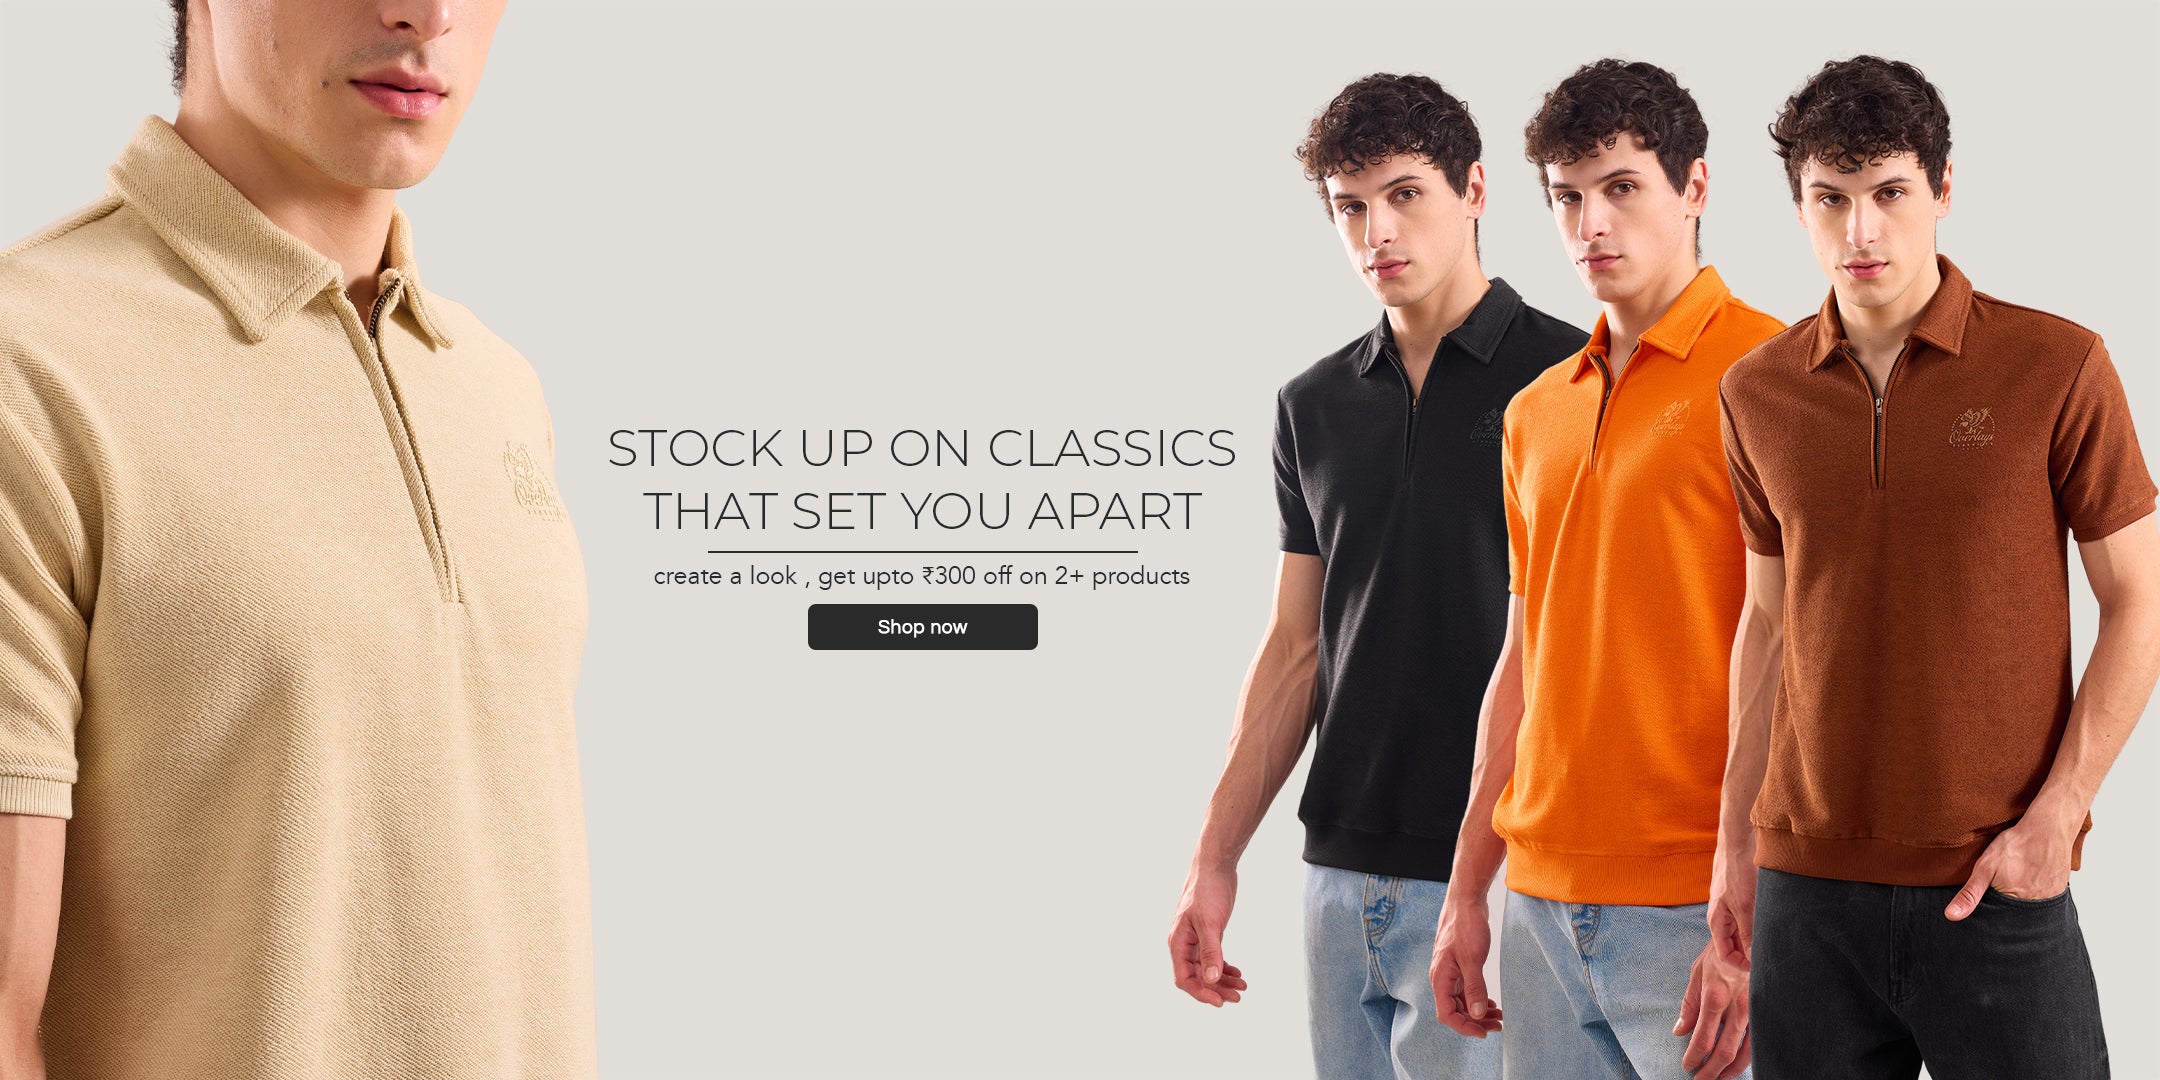 STOCK UP ON CLASSICS
THAT SET YOU APART
create a look , get upto ₹300 off on 2+ products
Shop now
Overlays